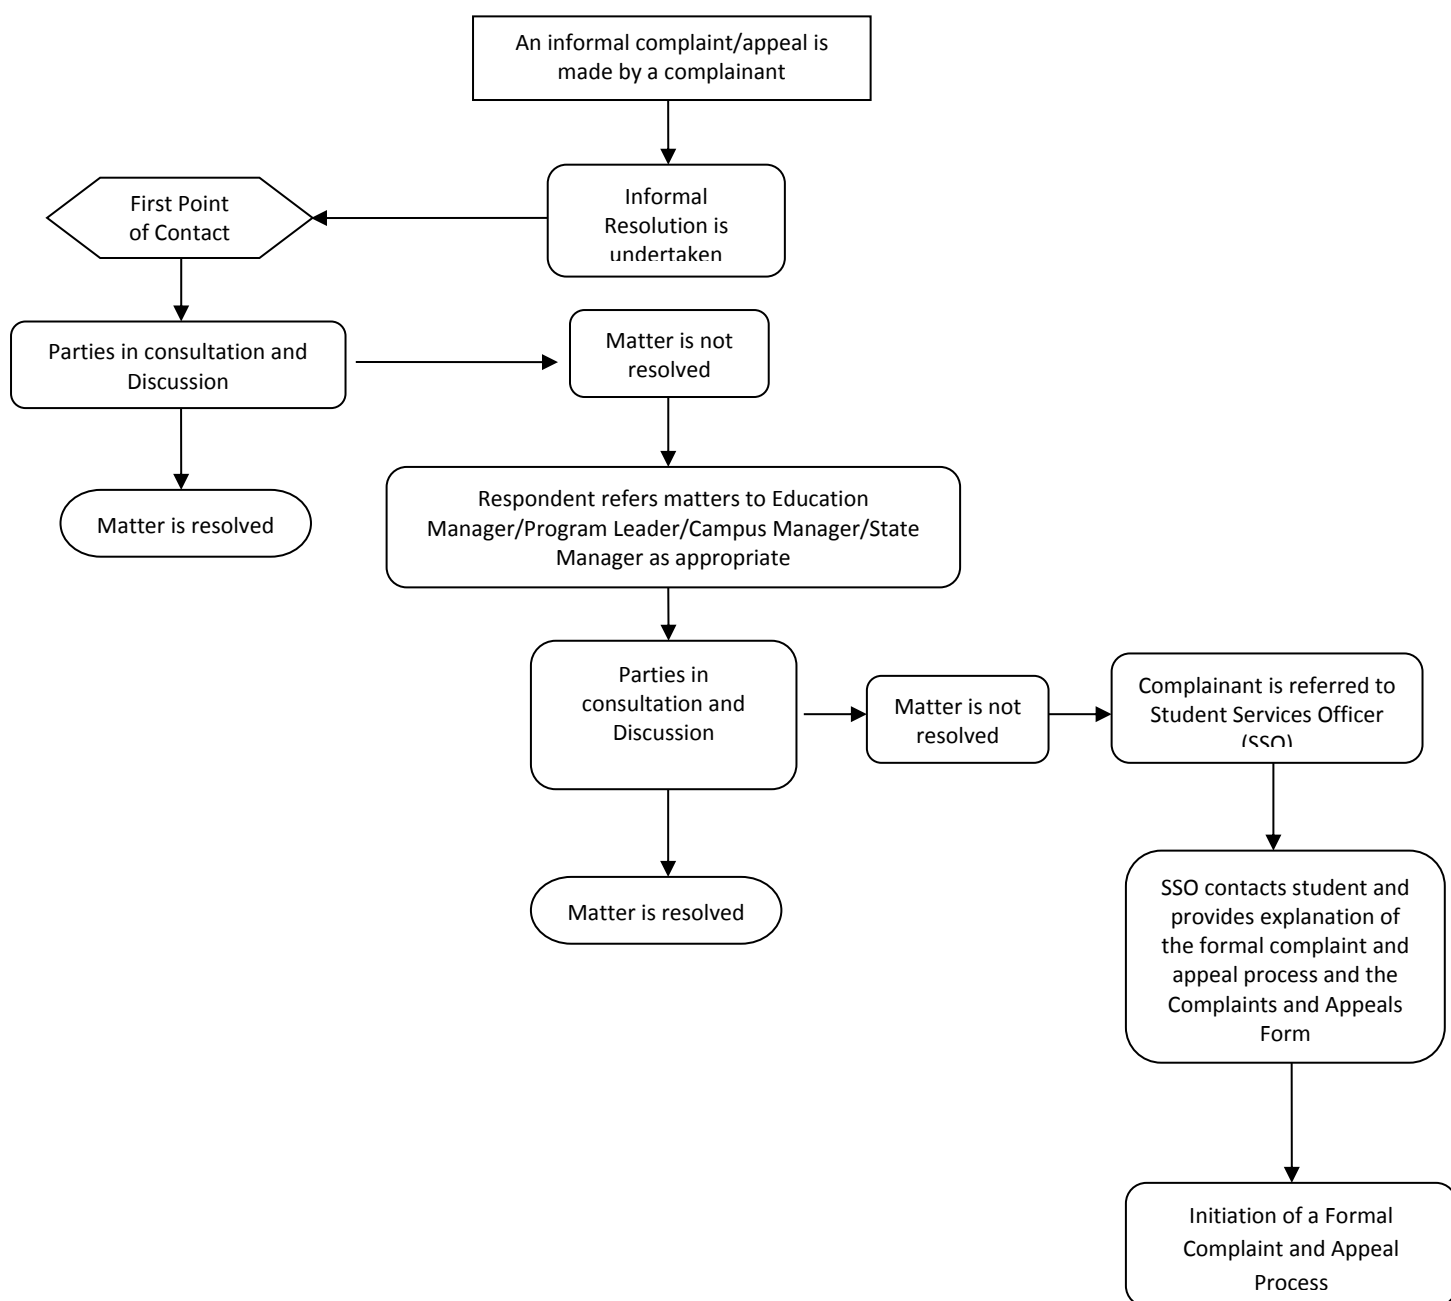 An informal complaint/appeal is
made by a complainant
Informal
Resolution is
undertaken
First Point
of Contact
Parties in consultation and
Discussion
Matter is not
resolved
Matter is resolved
Respondent refers matters to Education
Manager/Program Leader/Campus Manager/State
Manager as appropriate
Parties in
consultation and
Discussion
Matter is not
resolved
Complainant is referred to
Student Services Officer
(SSO)
Matter is resolved
SSO contacts student and
provides explanation of
the formal complaint and
appeal process and the
Complaints and Appeals
Form
Initiation of a Formal
Complaint and Appeal
Process